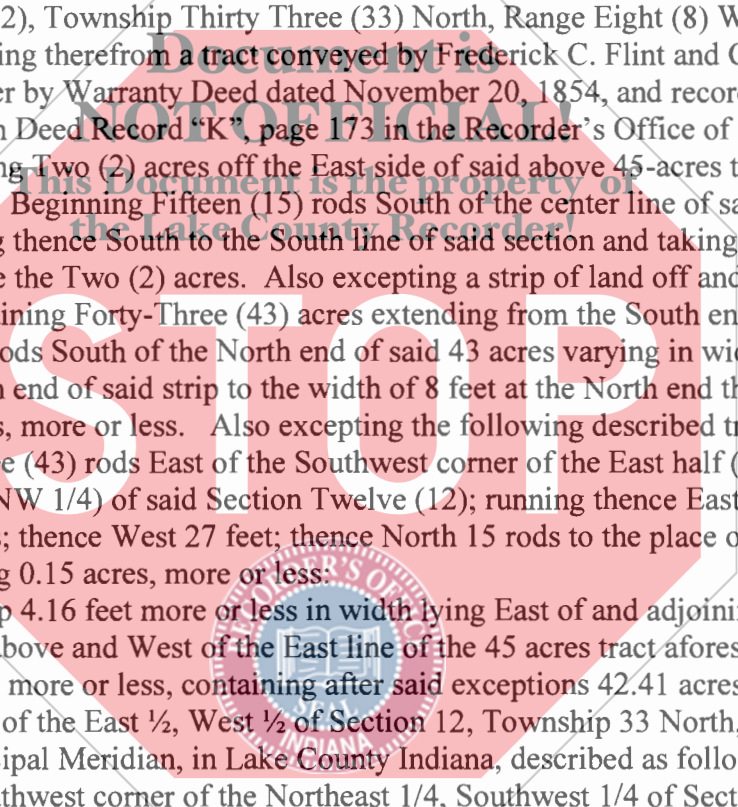 2), Township Thirty Three (33) North, Range Eight (8) W
ing therefrom a tract conveyed by Frederick C. Flint and
Document is
er by Warranty Deed dated November 20, 1854, and recor
NOT OFFICIAL!
n Deed Record “K”, page 173 in the Recorder’s Office of
ng Two (2) acres off the East side of said above 45-acres t
This Document is the property of
Beginning Fifteen (15) rods South of the center line of sa
the Lake County Recorder!
g thence South to the South line of said section and taking
e the Two (2) acres. Also excepting a strip of land off and
ining Forty-Three (43) acres extending from the South en
ods South of the North end of said 43 acres varying in wid
STOP
n end of said strip to the width of 8 feet at the North end th
s, more or less. Also excepting the following described tr
e (43) rods East of the Southwest corner of the East half (
NW 1/4) of said Section Twelve (12); running thence East
; thence West 27 feet; thence North 15 rods to the place o
g 0.15 acres, more or less:
p 4.16 feet more or less in width lying East of and adjoini
bove and West of the East line of the 45 acres tract afores
more or less, containing after said exceptions 42.41 acres
of the East ½, West ½ of Section 12, Township 33 North,
ipal Meridian, in Lake County Indiana, described as follo
uthwest corner of the Northeast 1/4, Southwest 1/4 of Sect
RECORDER'S OFFICE
SEAL
INDIANA